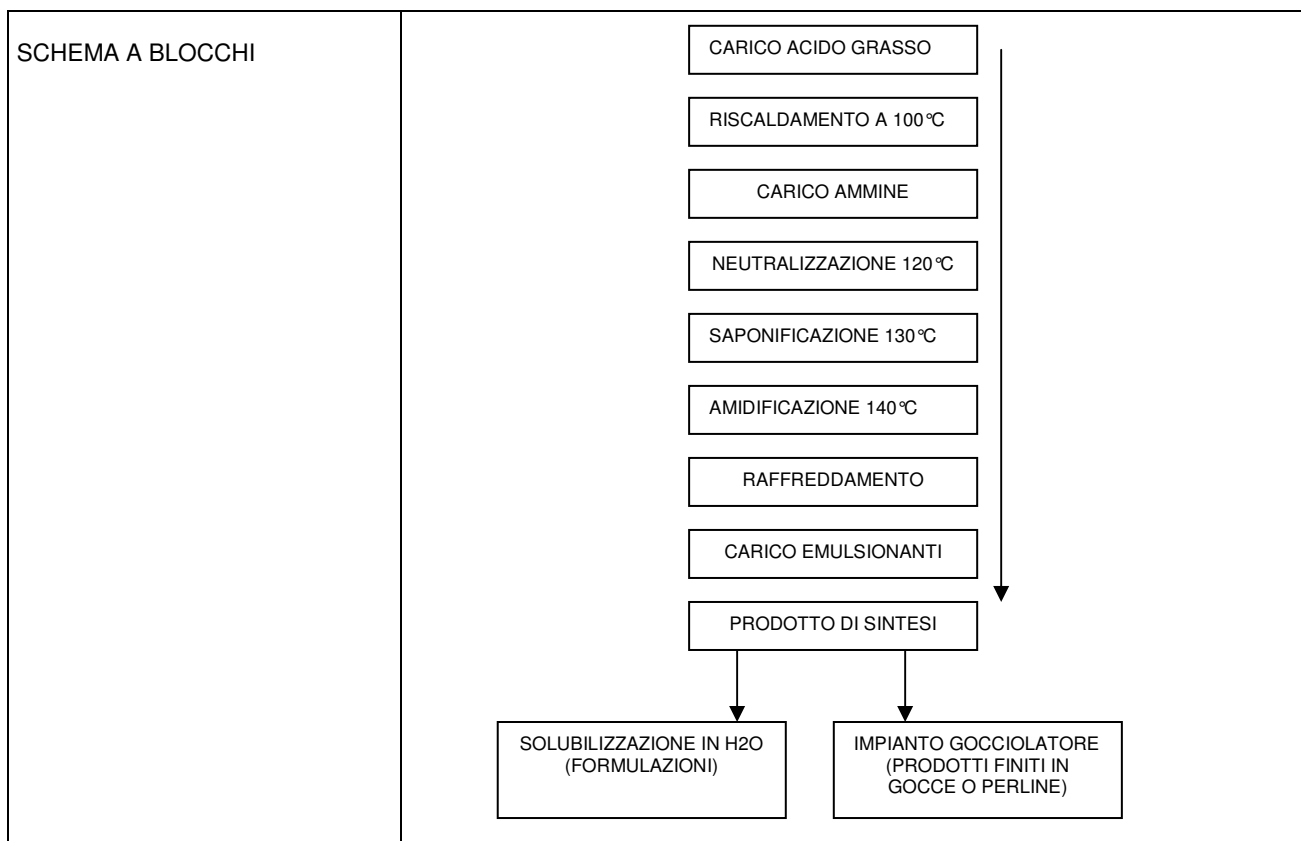 SCHEMA A BLOCCHI
CARICO ACIDO GRASSO
RISCALDAMENTO A 100°C
CARICO AMMINE
NEUTRALIZZAZIONE 120°C
SAPONIFICAZIONE 130°C
AMIDIFICAZIONE 140°C
RAFFREDDAMENTO
CARICO EMULSIONANTI
PRODOTTO DI SINTESI
SOLUBILIZZAZIONE IN H2O
(FORMULAZIONI)
IMPIANTO GOCCIOLATORE
(PRODOTTI FINITI IN
GOCCE O PERLINE)